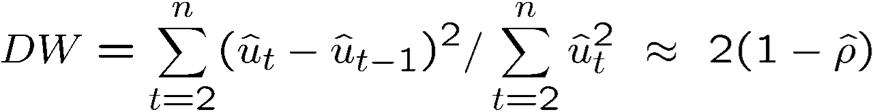 $DW = \sum_{t=2}^{n} (\hat{u}_t - \hat{u}_{t-1})^2 / \sum_{t=2}^{n} \hat{u}_t^2 \approx 2(1 - \hat{\rho})$